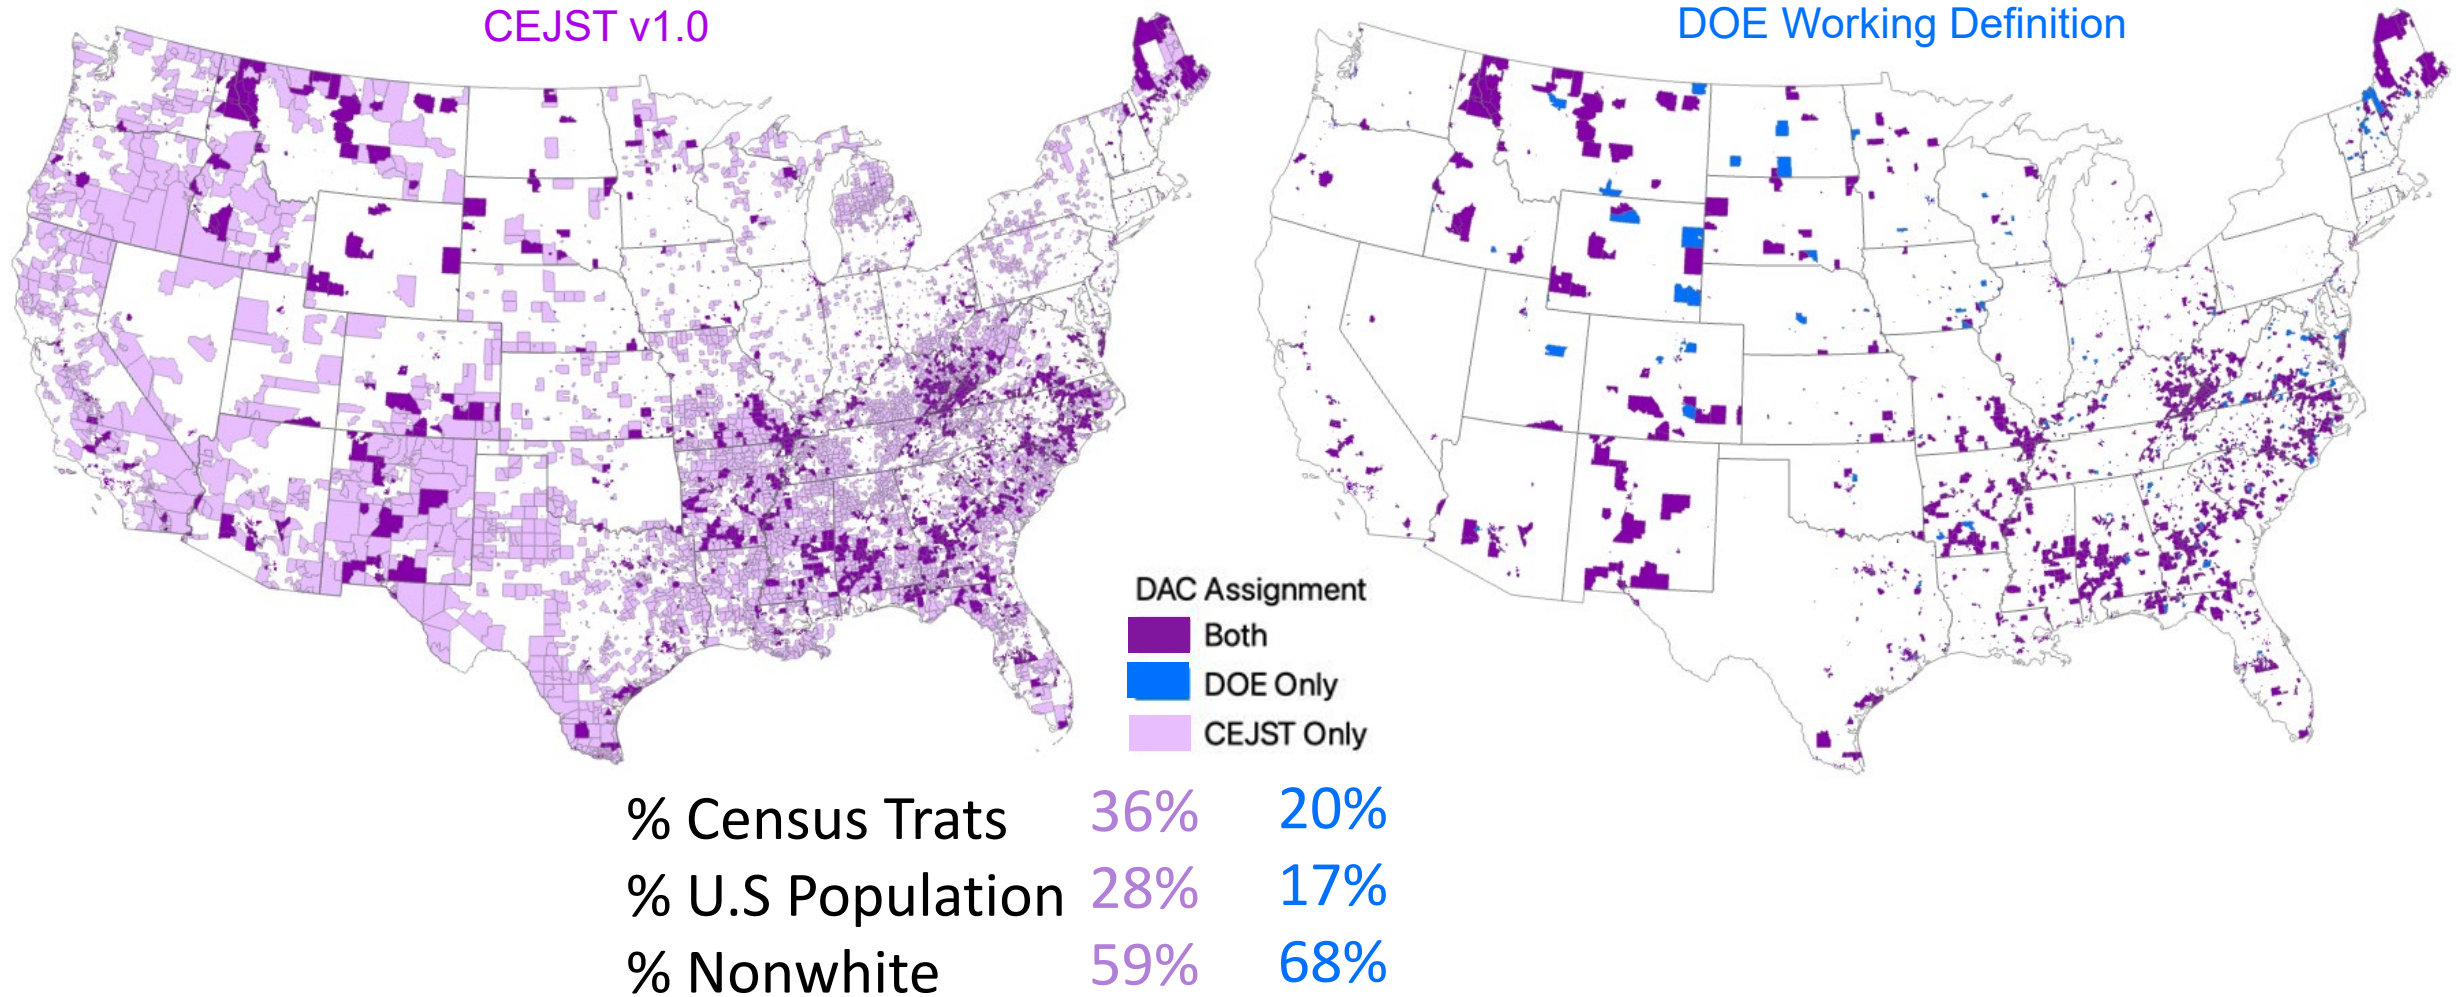 CEJST v1.0
DOE Working Definition
DAC Assignment
Both
DOE Only
CEJST Only
% Census Trats 36% 20%
% U.S Population 28% 17%
% Nonwhite 59% 68%